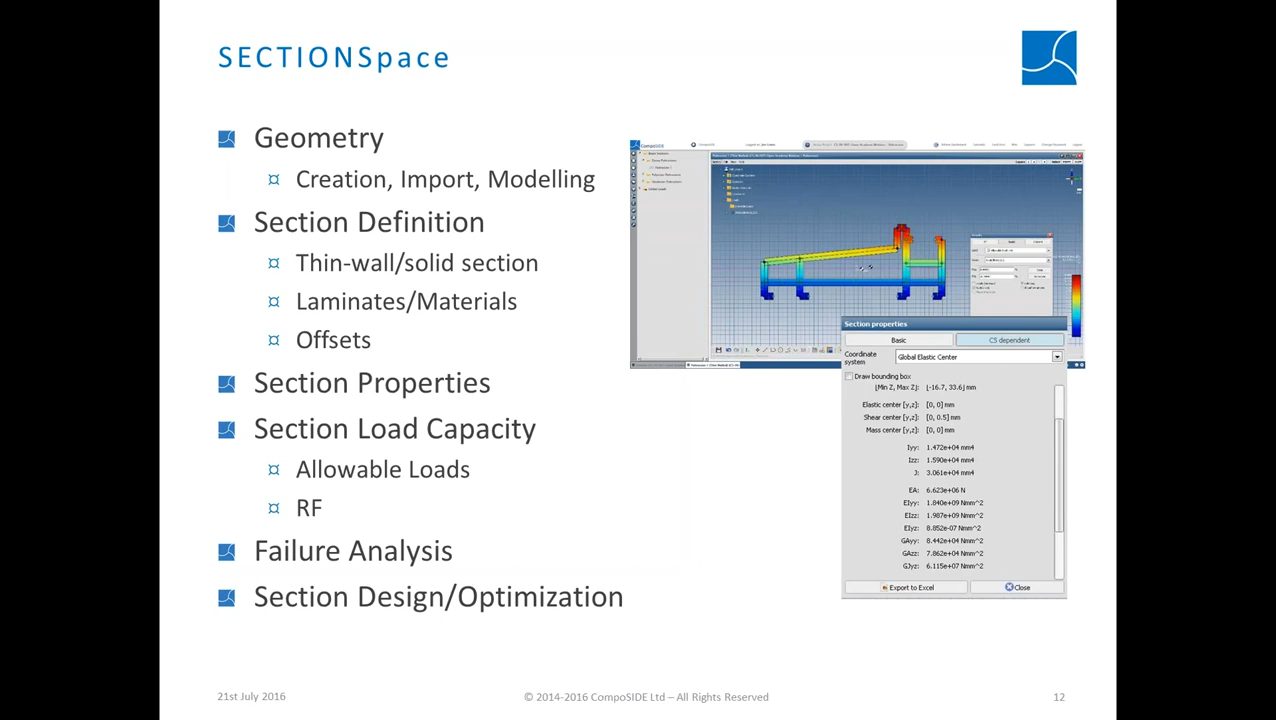 SECTIONSpace
Geometry
¤ Creation, Import, Modelling
Section Definition
¤ Thin-wall/solid section
¤ Laminates/Materials
¤ Offsets
Section Properties
Section Load Capacity
¤ Allowable Loads
¤ RF
Failure Analysis
Section Design/Optimization
CompoSIDE
Section properties
Basic
CS dependent
Coordinate system
Global Elastic Center
Draw bounding box
[Min Z, Max Z]: [-16.7, 33.6] mm
Elastic center [y,z]: [0, 0] mm
Shear center [y,z]: [0, 0.5] mm
Mass center [y,z]: [0, 0] mm
Iyy: 1.472e+04 mm4
Izz: 1.590e+04 mm4
J: 3.061e+04 mm4
EA: 6.623e+06 N
EIyy: 1.840e+09 Nmm^2
EIzz: 1.987e+09 Nmm^2
EIyz: 8.852e-07 Nmm^2
GAyy: 8.442e+04 Nmm^2
GAzz: 7.862e+04 Nmm^2
GJyz: 6.115e+07 Nmm^2
Export to Excel
Close
21st July 2016
© 2014-2016 CompoSIDE Ltd – All Rights Reserved
12